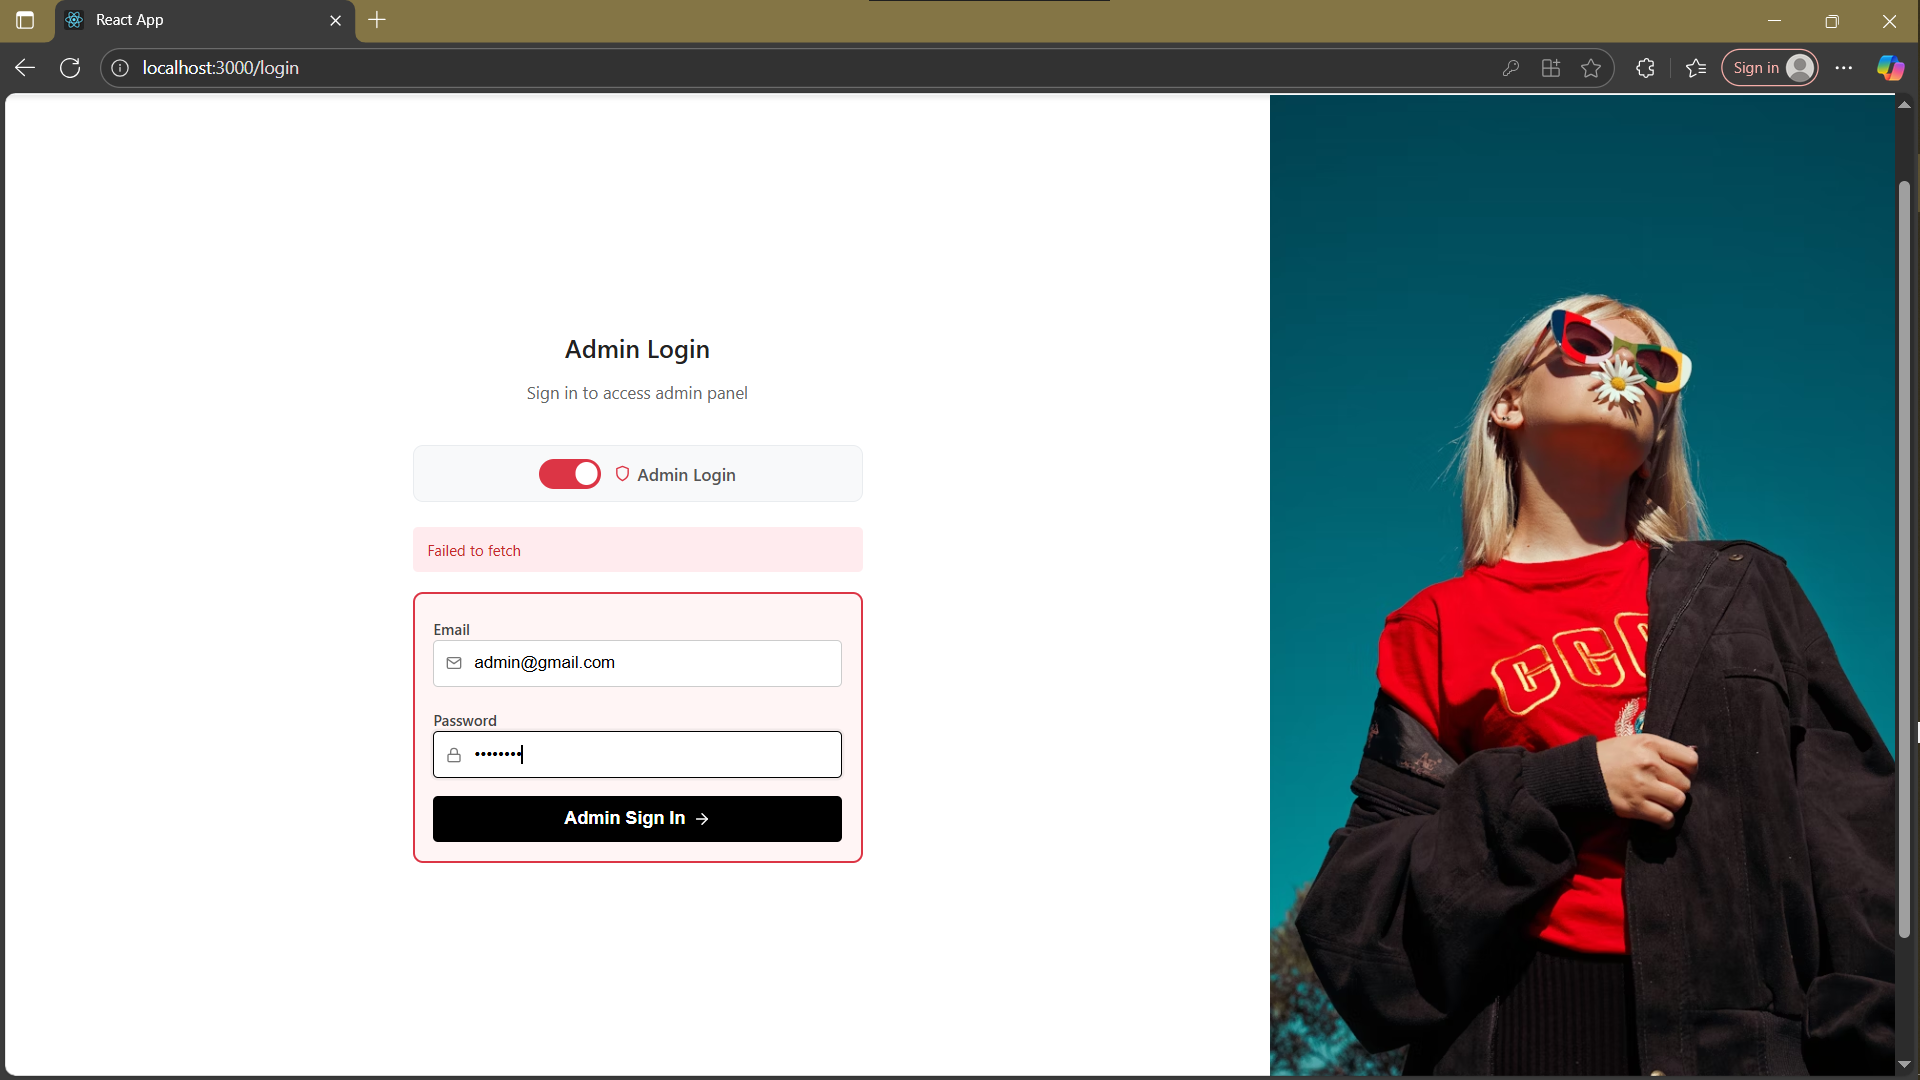 React App
localhost:3000/login
Sign in
Admin Login
Sign in to access admin panel
Admin Login
Failed to fetch
Email
admin@gmail.com
Password
••••••••
Admin Sign In →